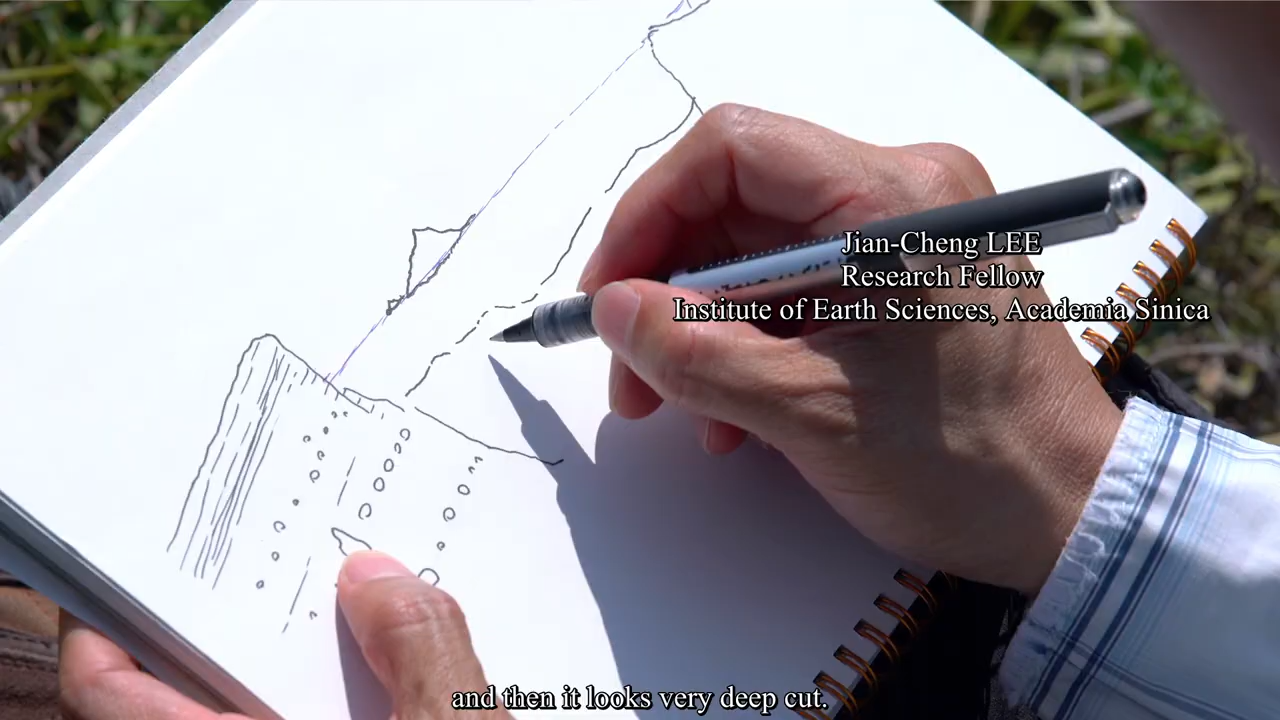 Jian-Cheng LEE
Research Fellow
Institute of Earth Sciences, Academia Sinica
and then it looks very deep cut.